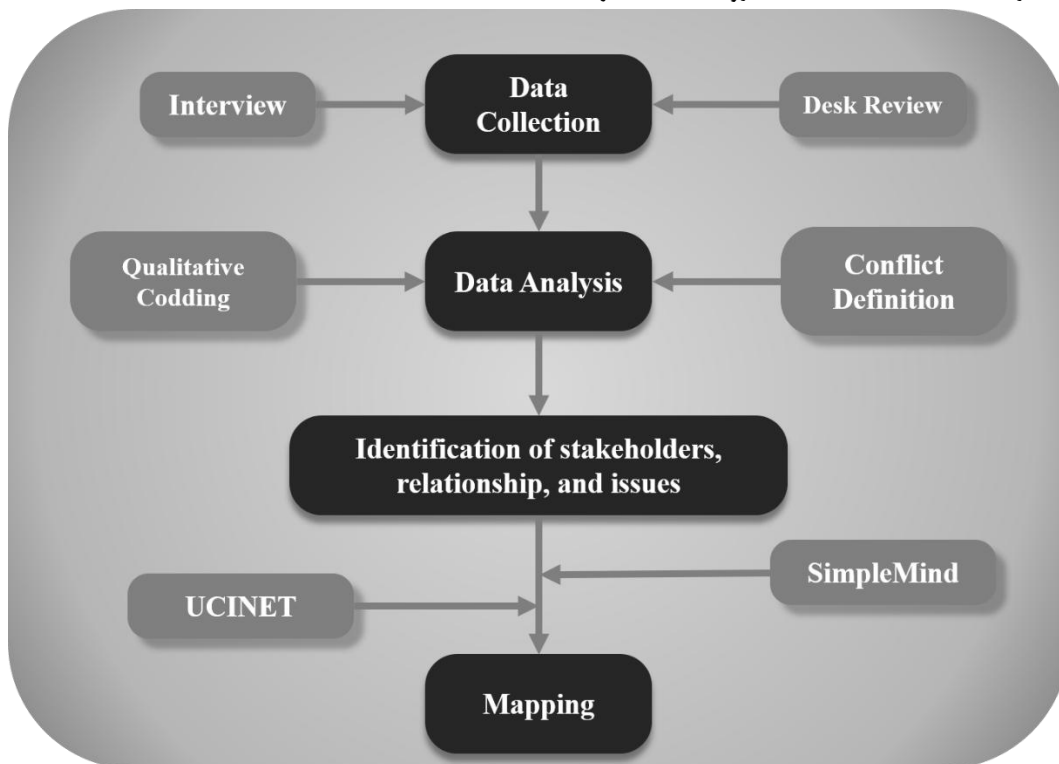 Interview
Data
Collection
Desk Review
Qualitative
Codding
Data Analysis
Conflict
Definition
Identification of stakeholders,
relationship, and issues
SimpleMind
UCINET
Mapping